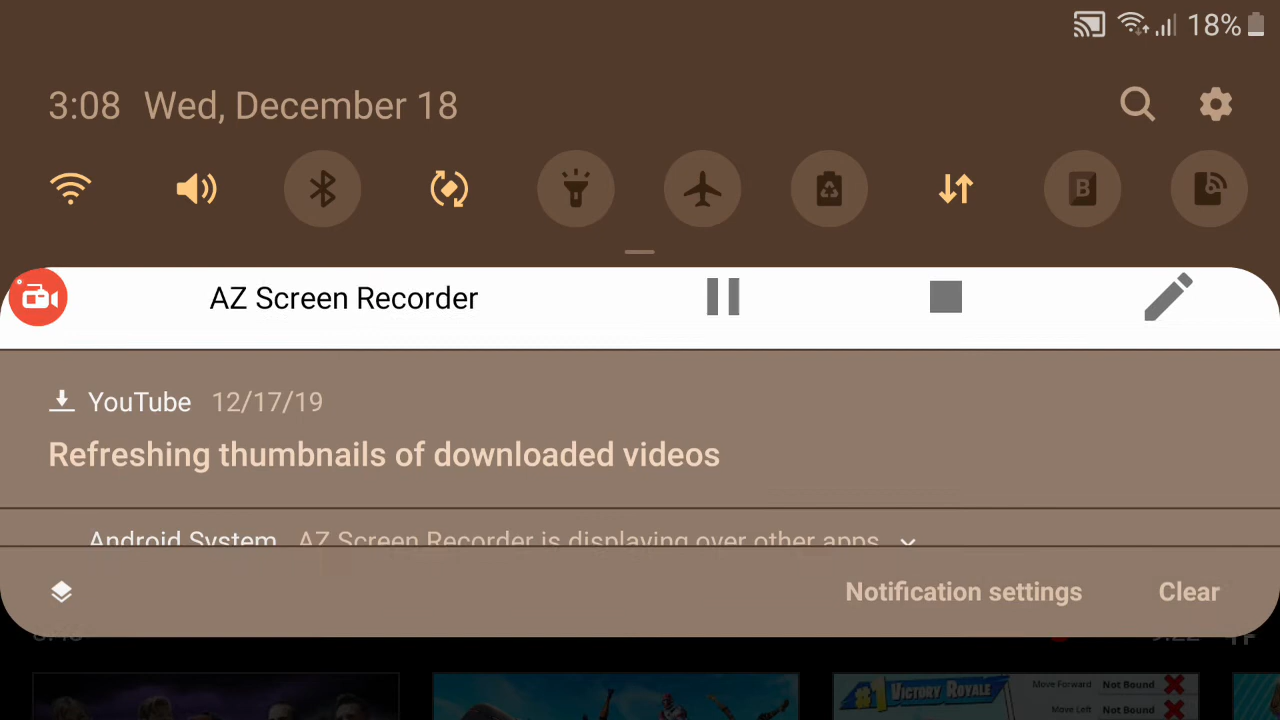 18%
3:08 Wed, December 18
B
AZ Screen Recorder
YouTube 12/17/19
Refreshing thumbnails of downloaded videos
Android System AZ Screen Recorder is displaying over other apps
Notification settings Clear
#1 VICTORY ROYALE
Move Forward Not Bound
Move Left Not Bound